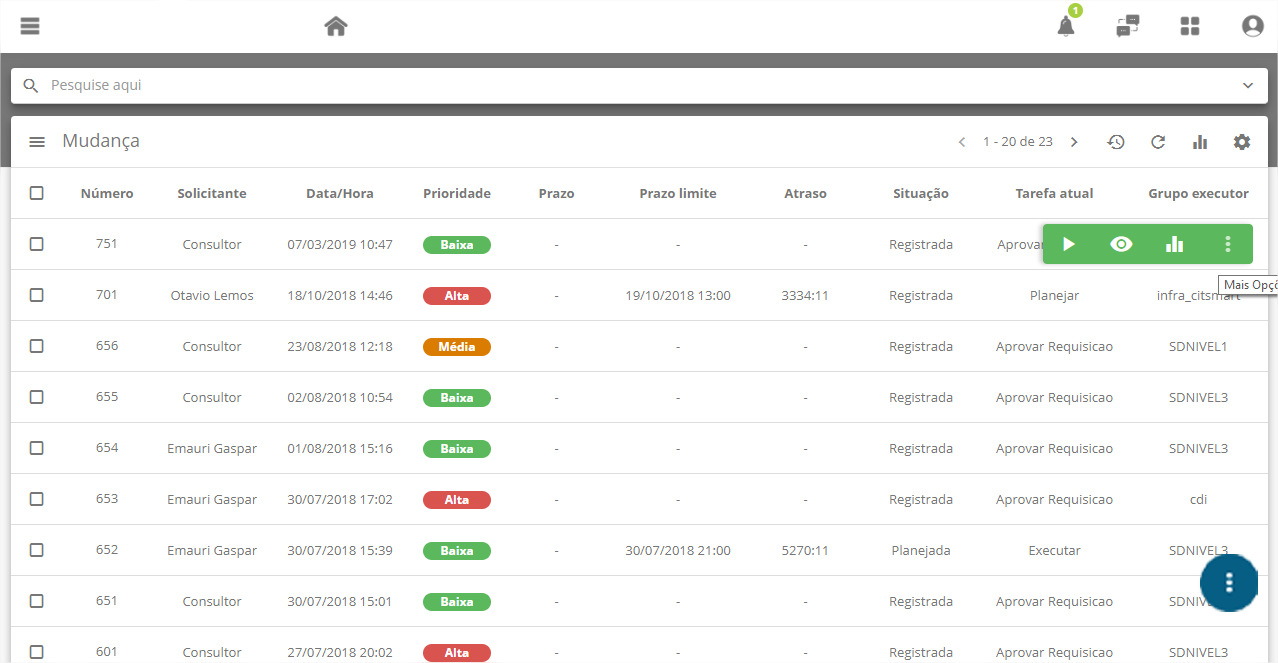 1
Pesquise aqui
Mudança
1 - 20 de 23
Número Solicitante Data/Hora Prioridade Prazo Prazo limite Atraso Situação Tarefa atual Grupo executor
751 Consultor 07/03/2019 10:47 Baixa - - - Registrada Aprovar
Mais Opçõ
701 Otavio Lemos 18/10/2018 14:46 Alta - 19/10/2018 13:00 3334:11 Registrada Planejar infra_citsmart
656 Consultor 23/08/2018 12:18 Média - - - Registrada Aprovar Requisicao SDNIVEL1
655 Consultor 02/08/2018 10:54 Baixa - - - Registrada Aprovar Requisicao SDNIVEL3
654 Emauri Gaspar 01/08/2018 15:16 Baixa - - - Registrada Aprovar Requisicao SDNIVEL3
653 Emauri Gaspar 30/07/2018 17:02 Alta - - - Registrada Aprovar Requisicao cdi
652 Emauri Gaspar 30/07/2018 15:39 Baixa - 30/07/2018 21:00 5270:11 Planejada Executar SDNIVEL3
651 Consultor 30/07/2018 15:01 Baixa - - - Registrada Aprovar Requisicao SDNIV
601 Consultor 27/07/2018 20:02 Alta - - - Registrada Aprovar Requisicao SDNIVEL3